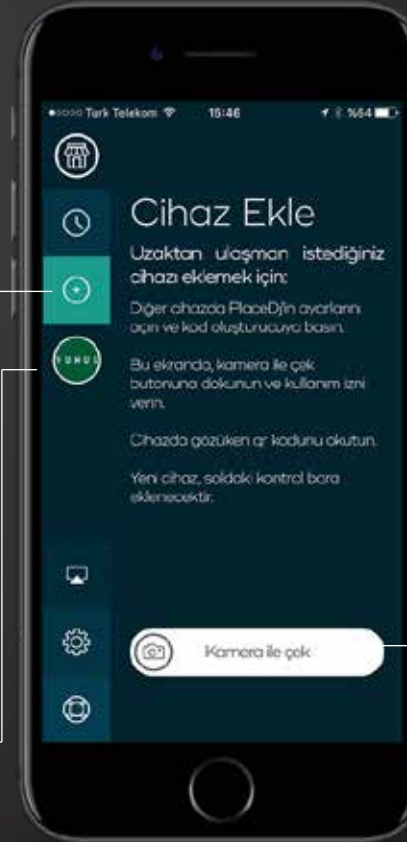 Turk Telekom 15:46 %64
Cihaz Ekle
Uzaktan ulaşman istediğiniz
cihazı eklemek için:
Diğer cihazda PlaceDj'in ayarlarını
açın ve kod oluşturucuya basın.
Bu ekranda, kamera ile çek
butonuna dokunun ve kullanım izni
verin.
Cihazda gözüken qr kodunu okutun.
Yeni cihaz, soldaki kontrol bara
eklenecektir.
Kamera ile çek